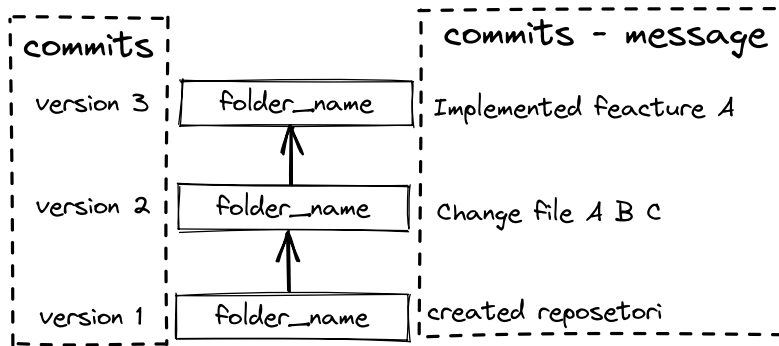 commits
commits - message
version 3
folder_name
Implemented feacture A
version 2
folder_name
Change file A B C
version 1
folder_name
created reposetori